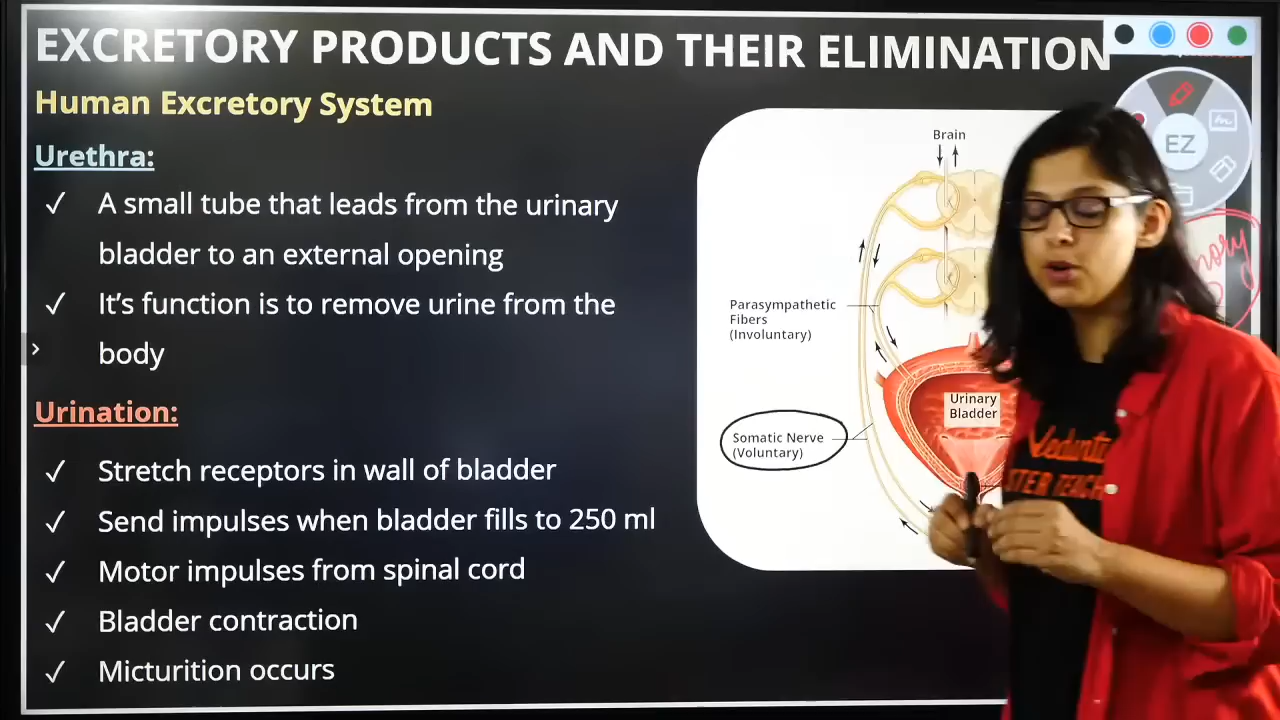 EXCRETORY PRODUCTS AND THEIR ELIMINATION
Human Excretory System
Urethra:
✓ A small tube that leads from the urinary
bladder to an external opening
✓ It's function is to remove urine from the
body
Urination:
✓ Stretch receptors in wall of bladder
✓ Send impulses when bladder fills to 250 ml
✓ Motor impulses from spinal cord
✓ Bladder contraction
✓ Micturition occurs
Brain
Parasympathetic
Fibers
(Involuntary)
Urinary
Bladder
Somatic Nerve
(Voluntary)
EZ